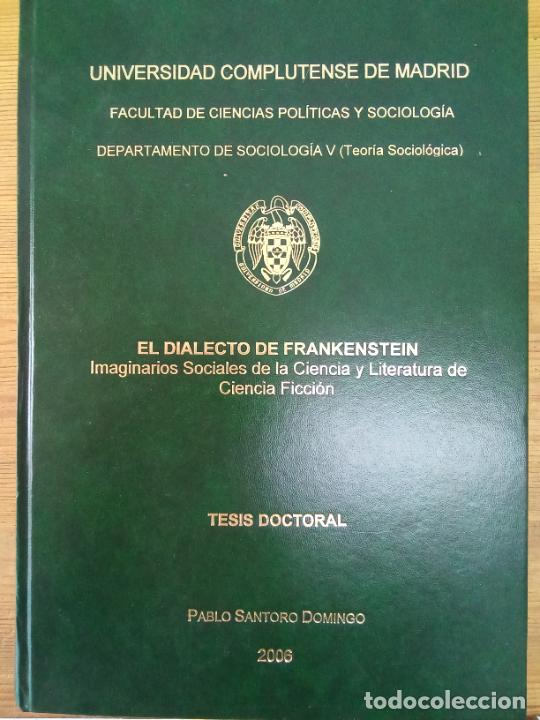 UNIVERSIDAD COMPLUTENSE DE MADRID
FACULTAD DE CIENCIAS POLÍTICAS Y SOCIOLOGÍA
DEPARTAMENTO DE SOCIOLOGÍA V (Teoría Sociológica)
EL DIALECTO DE FRANKENSTEIN
Imaginarios Sociales de la Ciencia y Literatura de
Ciencia Ficción
TESIS DOCTORAL
PABLO SANTORO DOMINGO
2006
todocoleccion